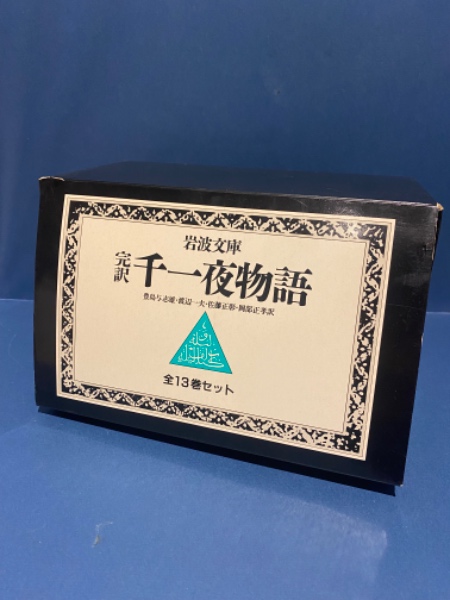 岩波文庫
完訳 千一夜物語
豊島与志雄・渡辺一夫・佐藤正彰・岡部正孝訳
全13巻セット